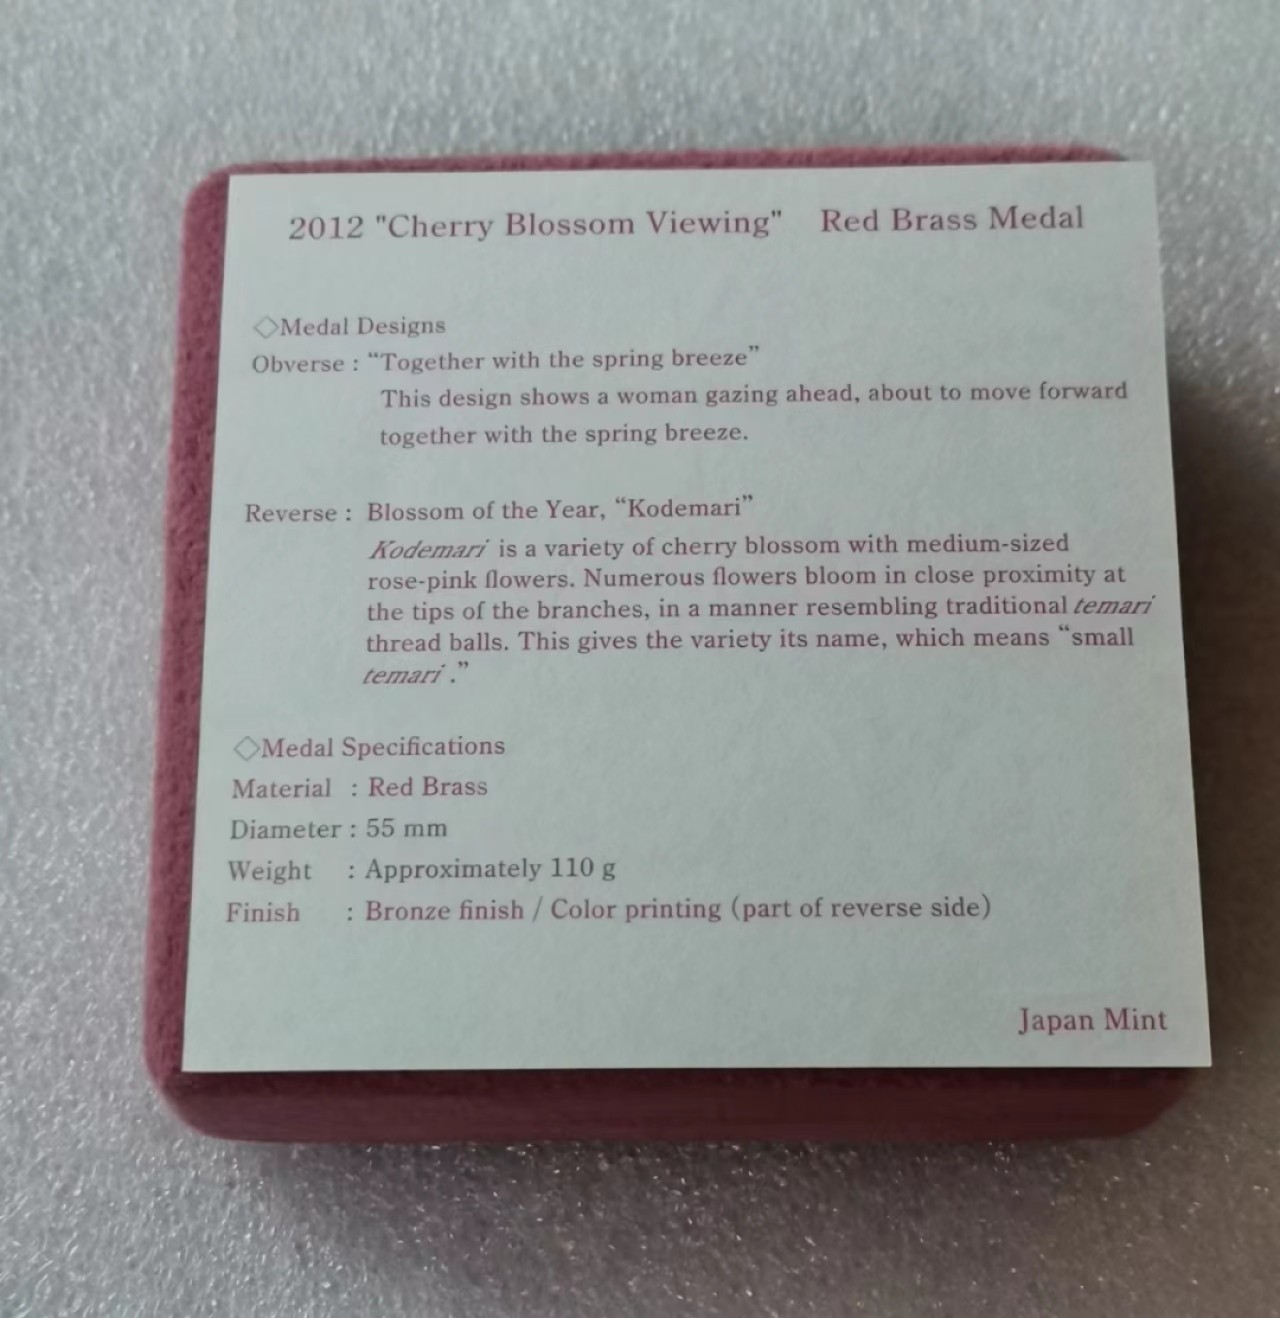 2012 "Cherry Blossom Viewing" Red Brass Medal
◇Medal Designs
Obverse : “Together with the spring breeze”
This design shows a woman gazing ahead, about to move forward
together with the spring breeze.
Reverse : Blossom of the Year, “Kodemari”
Kodemari is a variety of cherry blossom with medium-sized
rose-pink flowers. Numerous flowers bloom in close proximity at
the tips of the branches, in a manner resembling traditional temari
thread balls. This gives the variety its name, which means “small
temari .”
◇Medal Specifications
Material : Red Brass
Diameter : 55 mm
Weight : Approximately 110 g
Finish : Bronze finish / Color printing (part of reverse side)
Japan Mint